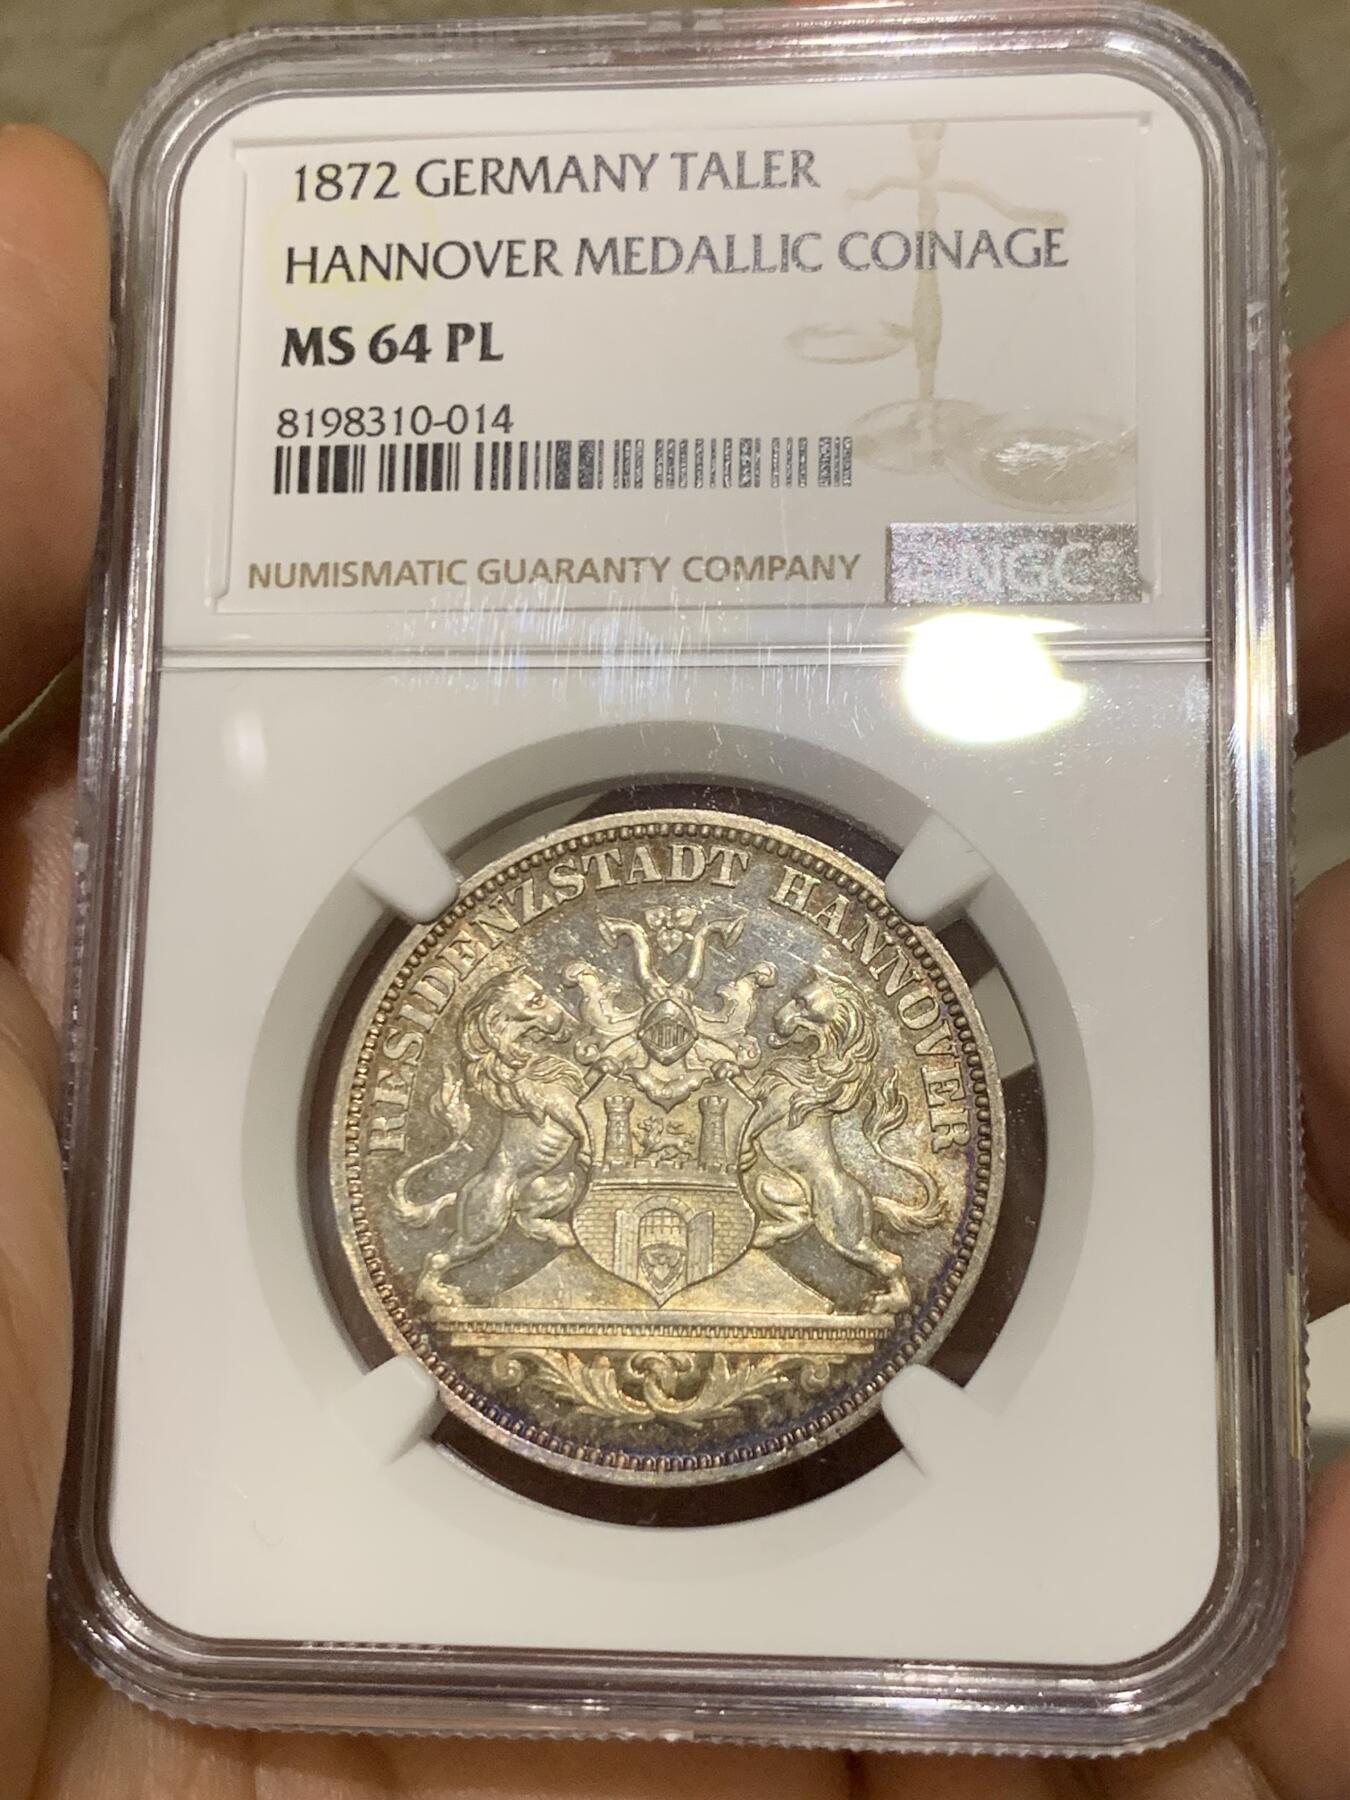 1872 GERMANY TALER
HANNOVER MEDALLIC COINAGE
MS 64 PL
8198310-014
NUMISMATIC GUARANTY COMPANY
NGC®
RESIDENZSTADT HANNOVER